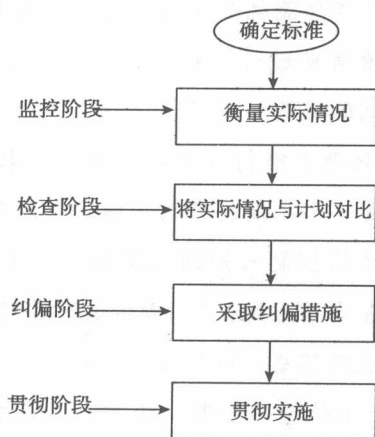 确定标准
监控阶段
衡量实际情况
检查阶段
将实际情况与计划对比
纠偏阶段
采取纠偏措施
贯彻阶段
贯彻实施